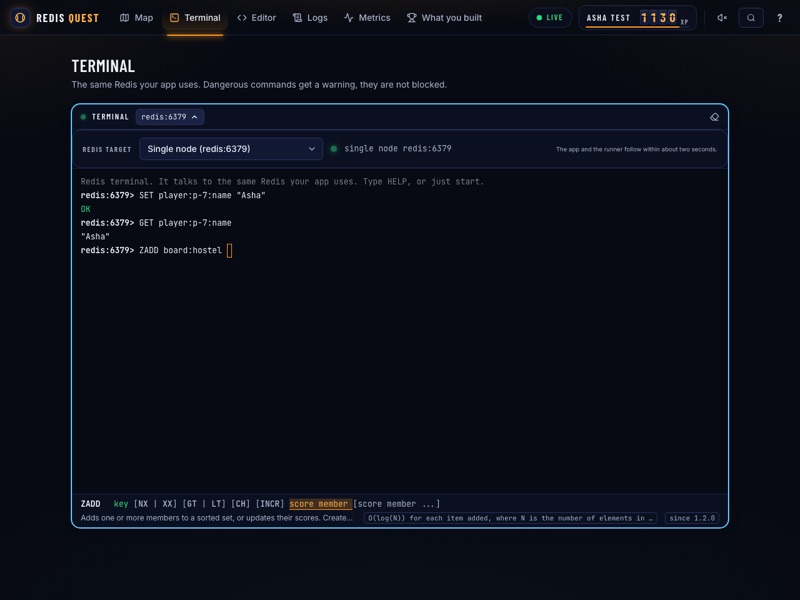 REDIS QUEST Map Terminal Editor Logs Metrics What you built LIVE ASHA TEST 1130 XP ?
TERMINAL
The same Redis your app uses. Dangerous commands get a warning, they are not blocked.
TERMINAL redis:6379
REDIS TARGET Single node (redis:6379) single node redis:6379 The app and the runner follow within about two seconds.
Redis terminal. It talks to the same Redis your app uses. Type HELP, or just start.
redis:6379> SET player:p-7:name "Asha"
OK
redis:6379> GET player:p-7:name
"Asha"
redis:6379> ZADD board:hostel
ZADD key [NX | XX] [GT | LT] [CH] [INCR] score member [score member ...]
Adds one or more members to a sorted set, or updates their scores. Create… O(log(N)) for each item added, where N is the number of elements in … since 1.2.0